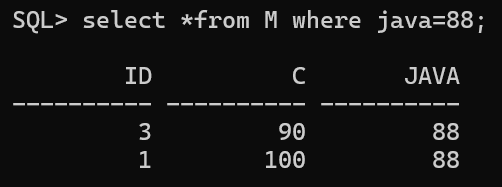 SQL> select *from M where java=88;
        ID          C       JAVA
---------- ---------- ----------
         3         90         88
         1        100         88